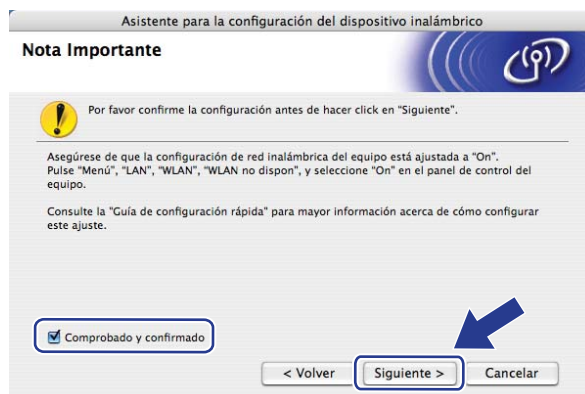 Asistente para la configuración del dispositivo inalámbrico
Nota Importante
Por favor confirme la configuración antes de hacer click en "Siguiente".
Asegúrese de que la configuración de red inalámbrica del equipo está ajustada a "On".
Pulse "Menú", "LAN", "WLAN", "WLAN no dispon", y seleccione "On" en el panel de control del
equipo.
Consulte la "Guía de configuración rápida" para mayor información acerca de cómo configurar
este ajuste.
Comprobado y confirmado
< Volver
Siguiente >
Cancelar